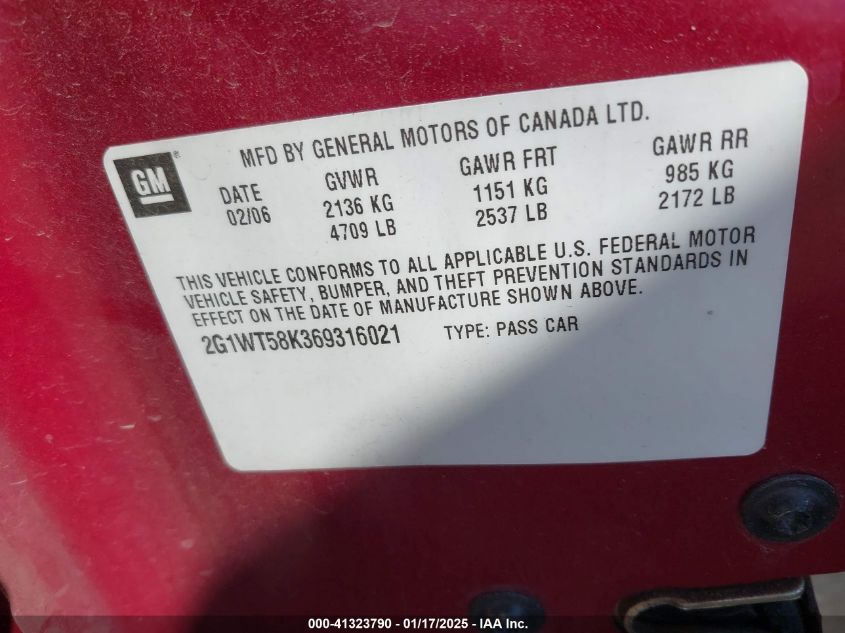 MFD BY GENERAL MOTORS OF CANADA LTD.
GM®
DATE GVWR GAWR FRT GAWR RR
02/06 2136 KG 1151 KG 985 KG
4709 LB 2537 LB 2172 LB
THIS VEHICLE CONFORMS TO ALL APPLICABLE U.S. FEDERAL MOTOR
VEHICLE SAFETY, BUMPER, AND THEFT PREVENTION STANDARDS IN
EFFECT ON THE DATE OF MANUFACTURE SHOWN ABOVE.
2G1WT58K369316021 TYPE: PASS CAR
000-41323790 - 01/17/2025 - IAA Inc.